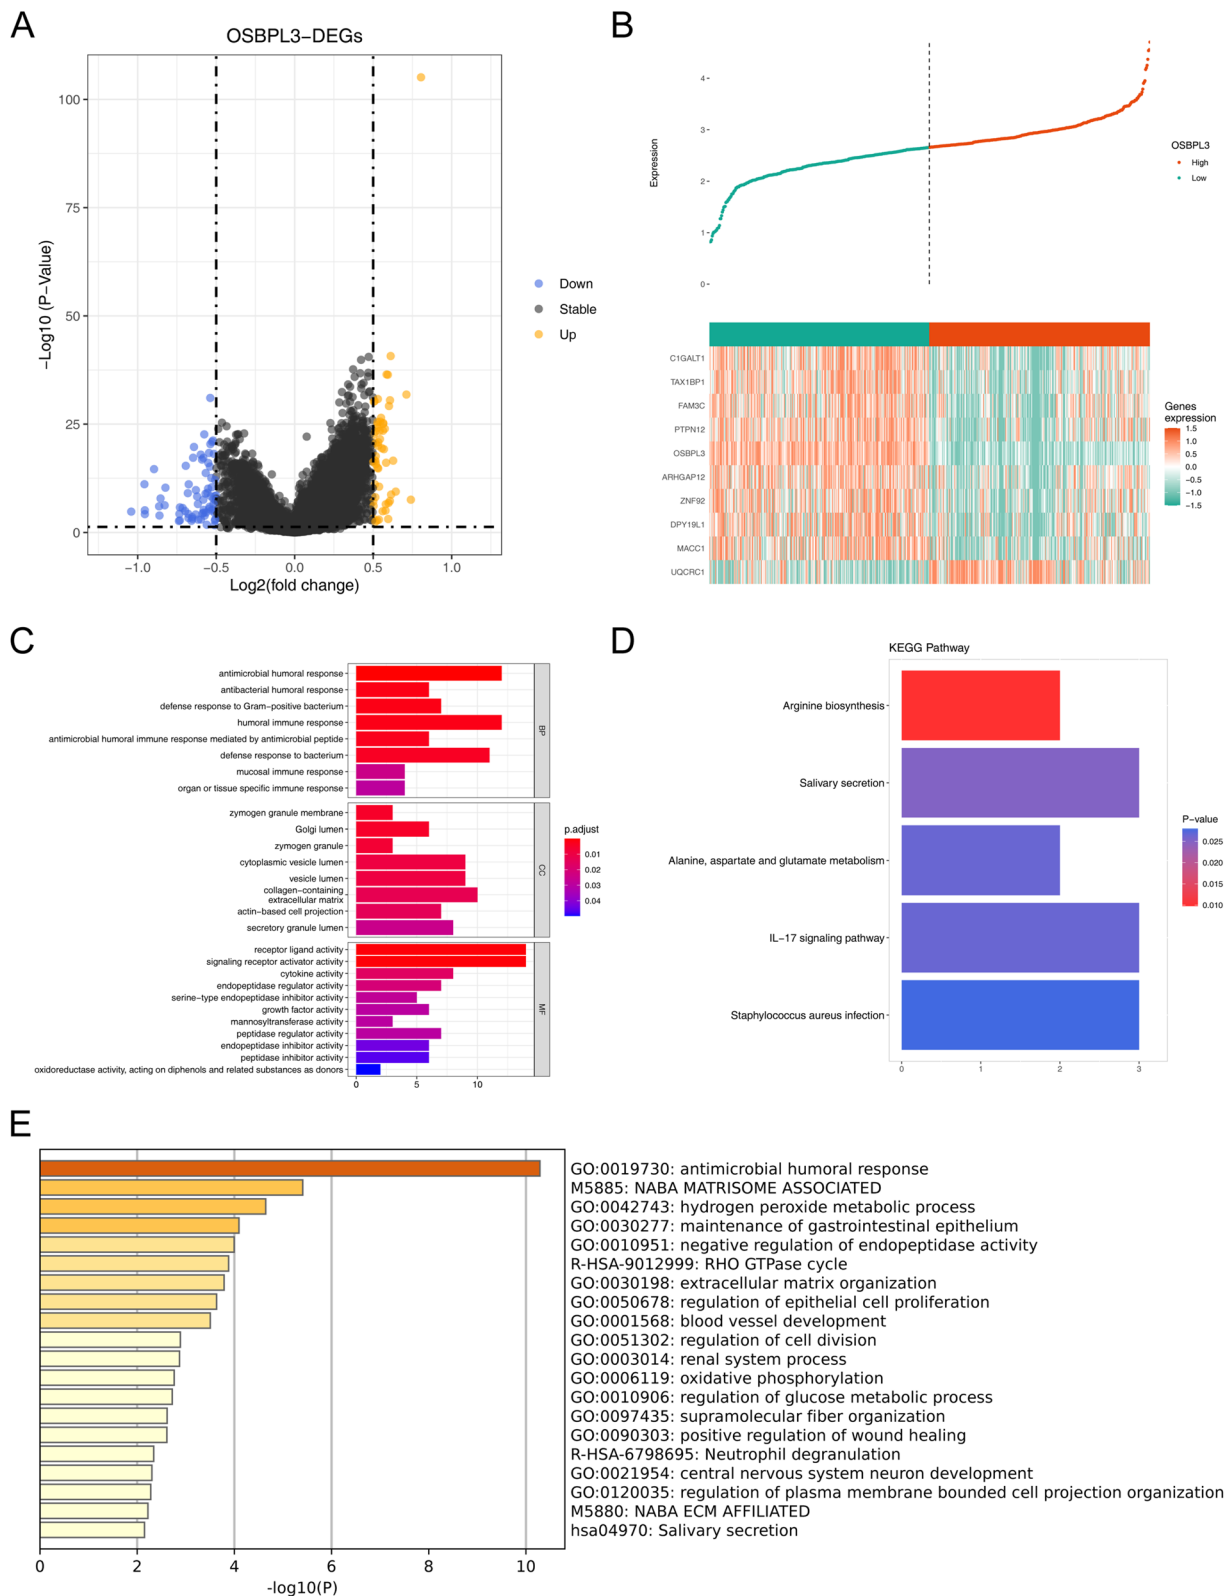 A
OSBPL3−DEGs
−Log10 (P−Value)
100
75
50
25
0
−1.0
−0.5
0.0
0.5
1.0
Log2(fold change)
Down
Stable
Up
B
Expression
4
3
2
1
0
OSBPL3
High
Low
C1GALT1
TAX1BP1
FAM3C
PTPN12
OSBPL3
ARHGAP12
ZNF92
DPY19L1
MACC1
UQCRC1
Genes
expression
1.5
1.0
0.5
0.0
−0.5
−1.0
−1.5
C
antimicrobial humoral response
antibacterial humoral response
defense response to Gram−positive bacterium
humoral immune response
antimicrobial humoral immune response mediated by antimicrobial peptide
defense response to bacterium
mucosal immune response
organ or tissue specific immune response
BP
zymogen granule membrane
Golgi lumen
zymogen granule
cytoplasmic vesicle lumen
vesicle lumen
collagen−containing
extracellular matrix
actin−based cell projection
secretory granule lumen
CC
receptor ligand activity
signaling receptor activator activity
cytokine activity
endopeptidase regulator activity
serine−type endopeptidase inhibitor activity
growth factor activity
mannosyltransferase activity
peptidase regulator activity
endopeptidase inhibitor activity
peptidase inhibitor activity
oxidoreductase activity, acting on diphenols and related substances as donors
MF
0
5
10
p.adjust
0.01
0.02
0.03
0.04
D
KEGG Pathway
Arginine biosynthesis
Salivary secretion
Alanine, aspartate and glutamate metabolism
IL−17 signaling pathway
Staphylococcus aureus infection
0
1
2
3
P−value
0.025
0.020
0.015
0.010
E
GO:0019730: antimicrobial humoral response
M5885: NABA MATRISOME ASSOCIATED
GO:0042743: hydrogen peroxide metabolic process
GO:0030277: maintenance of gastrointestinal epithelium
GO:0010951: negative regulation of endopeptidase activity
R-HSA-9012999: RHO GTPase cycle
GO:0030198: extracellular matrix organization
GO:0050678: regulation of epithelial cell proliferation
GO:0001568: blood vessel development
GO:0051302: regulation of cell division
GO:0003014: renal system process
GO:0006119: oxidative phosphorylation
GO:0010906: regulation of glucose metabolic process
GO:0097435: supramolecular fiber organization
GO:0090303: positive regulation of wound healing
R-HSA-6798695: Neutrophil degranulation
GO:0021954: central nervous system neuron development
GO:0120035: regulation of plasma membrane bounded cell projection organization
M5880: NABA ECM AFFILIATED
hsa04970: Salivary secretion
0
2
4
6
8
10
-log10(P)